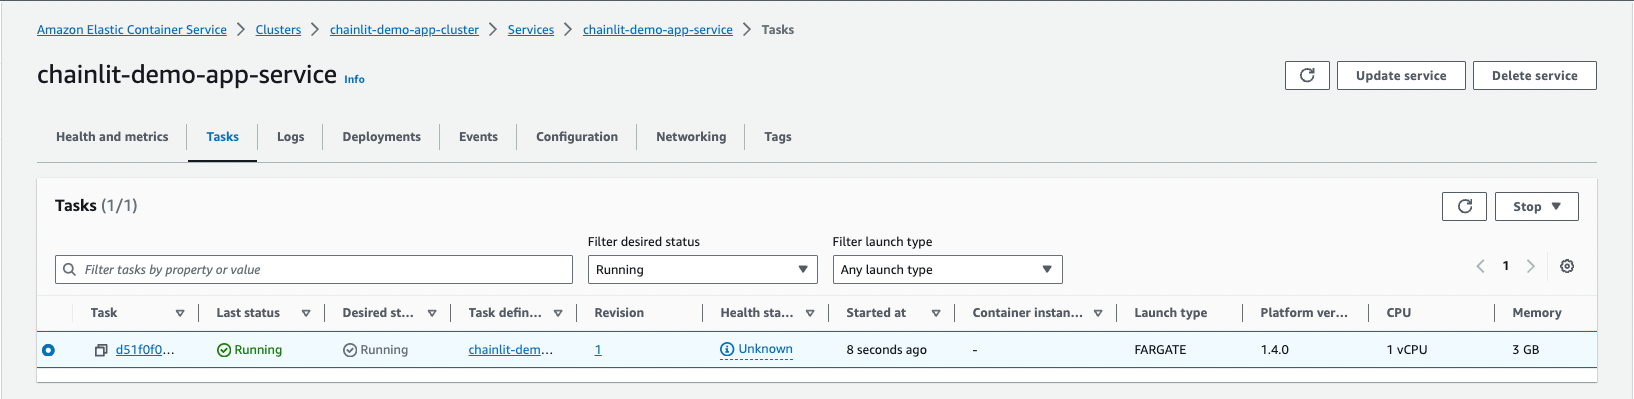 Amazon Elastic Container Service > Clusters > chainlit-demo-app-cluster > Services > chainlit-demo-app-service > Tasks
chainlit-demo-app-service Info
Update service Delete service
Health and metrics Tasks Logs Deployments Events Configuration Networking Tags
Tasks (1/1)
Stop
Filter desired status Filter launch type
Filter tasks by property or value Running Any launch type 1
Task Last status Desired st... Task defin... Revision Health sta... Started at Container instan... Launch type Platform ver... CPU Memory
d51f0f0... Running Running chainlit-dem... 1 Unknown 8 seconds ago - FARGATE 1.4.0 1 vCPU 3 GB